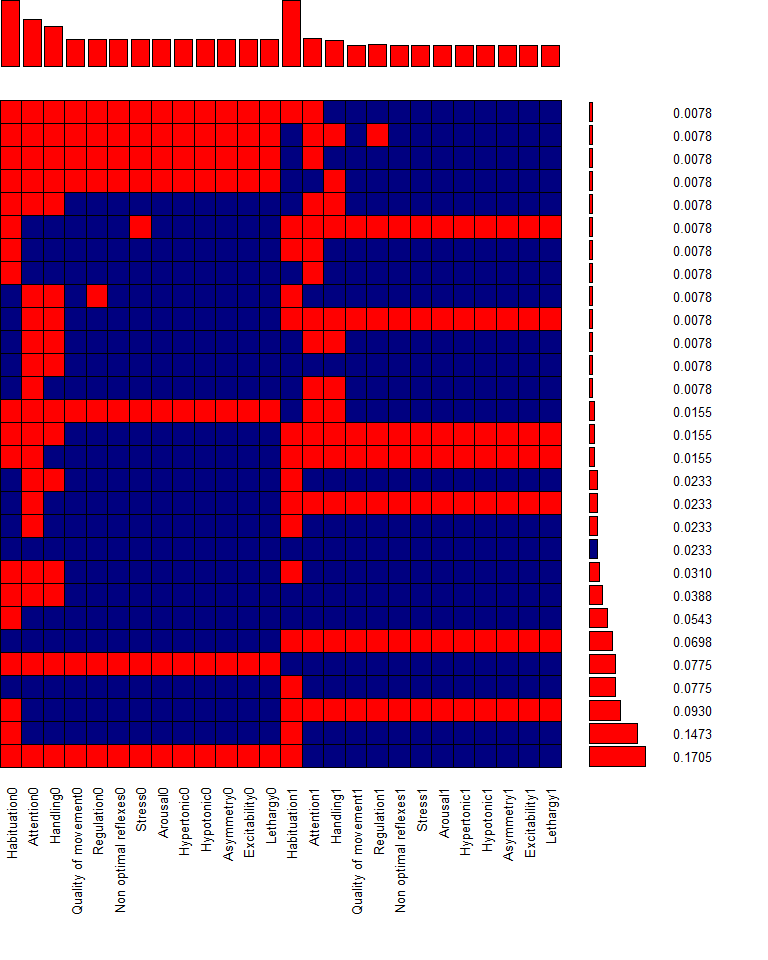 0.0078
0.0078
0.0078
0.0078
0.0078
0.0078
0.0078
0.0078
0.0078
0.0078
0.0078
0.0078
0.0078
0.0155
0.0155
0.0155
0.0233
0.0233
0.0233
0.0233
0.0310
0.0388
0.0543
0.0698
0.0775
0.0775
0.0930
0.1473
0.1705
Habituation0
Attention0
Handling0
Quality of movement0
Regulation0
Non optimal reflexes0
Stress0
Arousal0
Hypertonic0
Hypotonic0
Asymmetry0
Excitability0
Lethargy0
Habituation1
Attention1
Handling1
Quality of movement1
Regulation1
Non optimal reflexes1
Stress1
Arousal1
Hypertonic1
Hypotonic1
Asymmetry1
Excitability1
Lethargy1